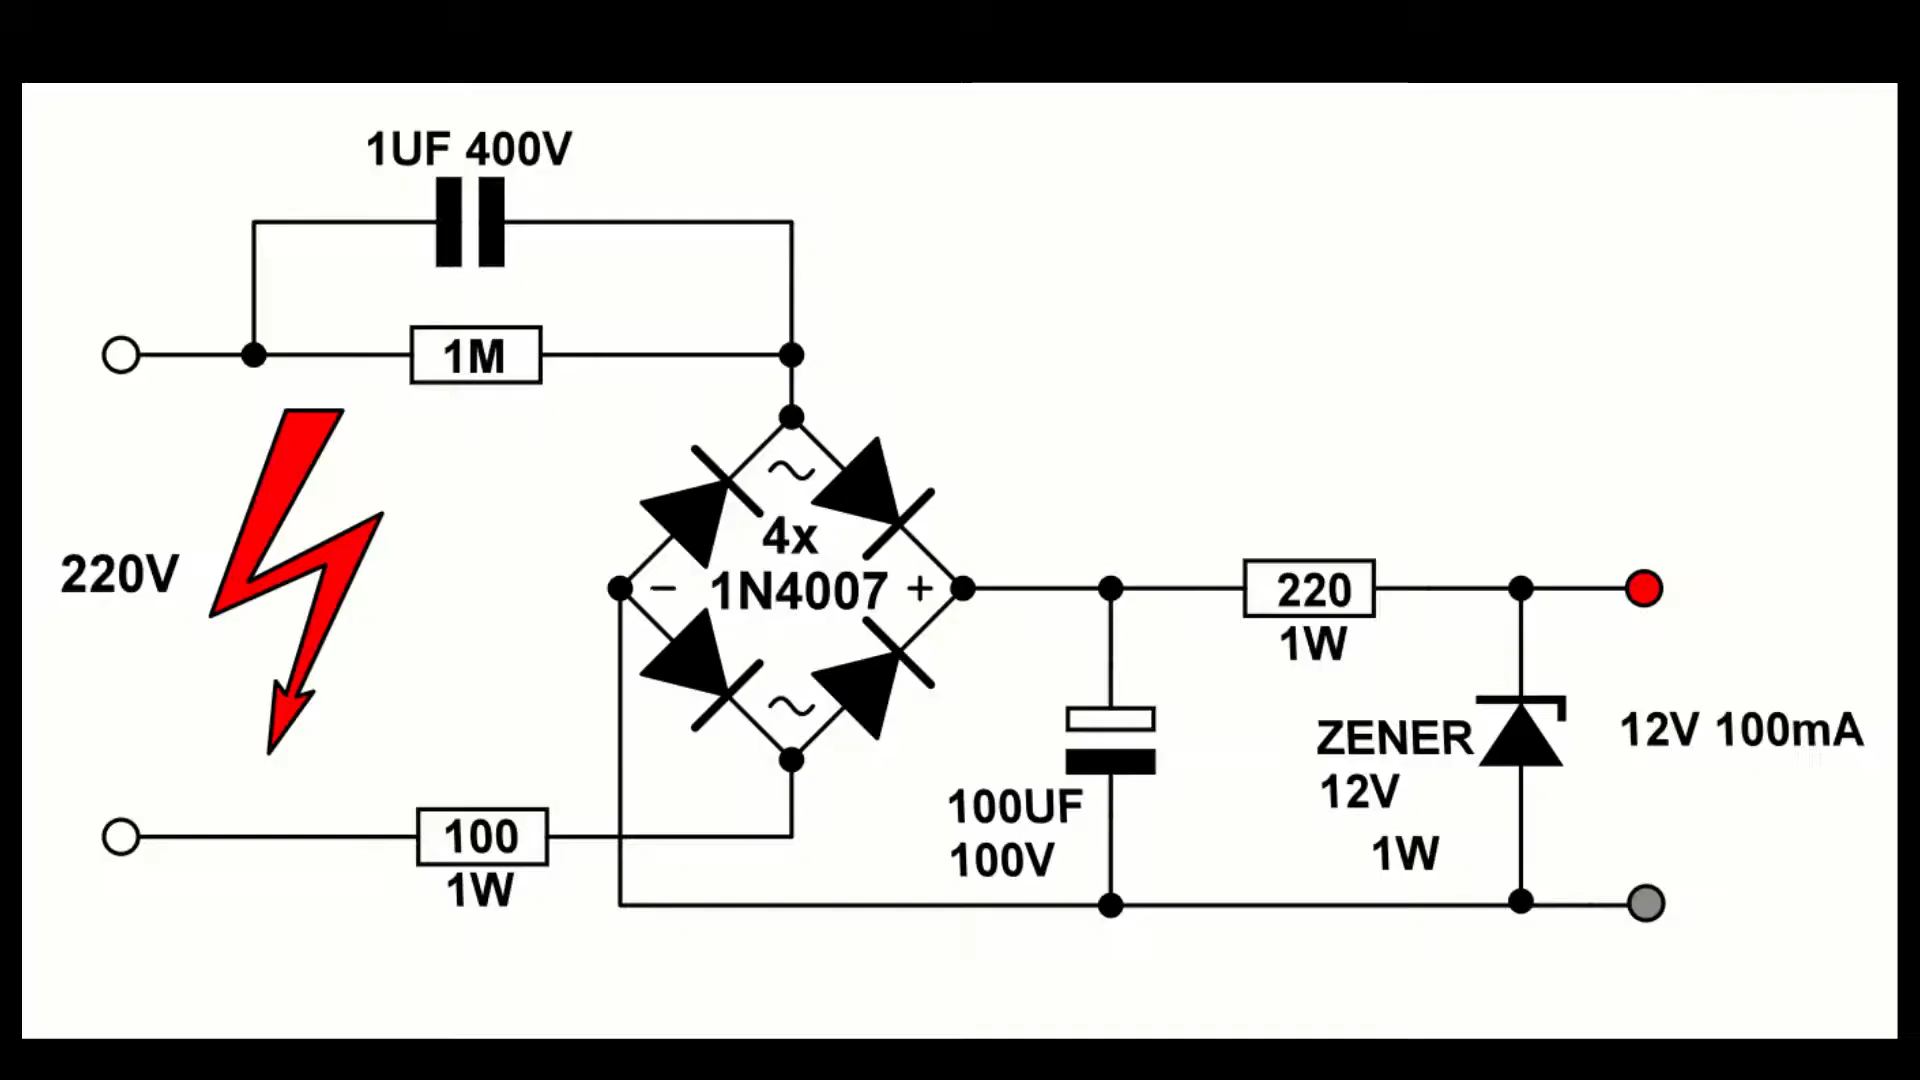 1UF 400V
1M
220V
4x
− 1N4007 +
220
1W
ZENER
12V
1W
12V 100mA
100UF
100V
100
1W